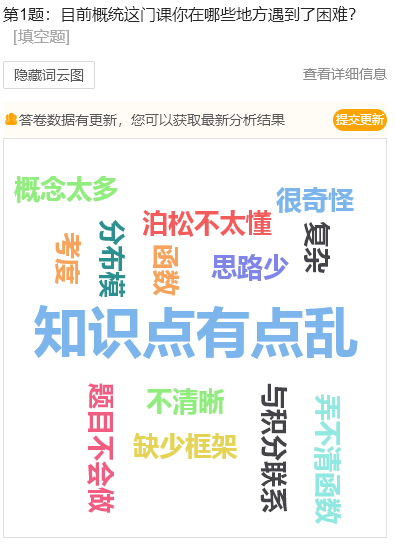 第1题：目前概统这门课你在哪些地方遇到了困难?
[填空题]
隐藏词云图
查看详细信息
答卷数据有更新，您可以获取最新分析结果
提交更新
概念太多
很奇怪
泊松不太懂
复杂
考度
分布模
函数
思路少
知识点有点乱
题目不会做
不清晰
缺少框架
与积分联系
弄不清函数